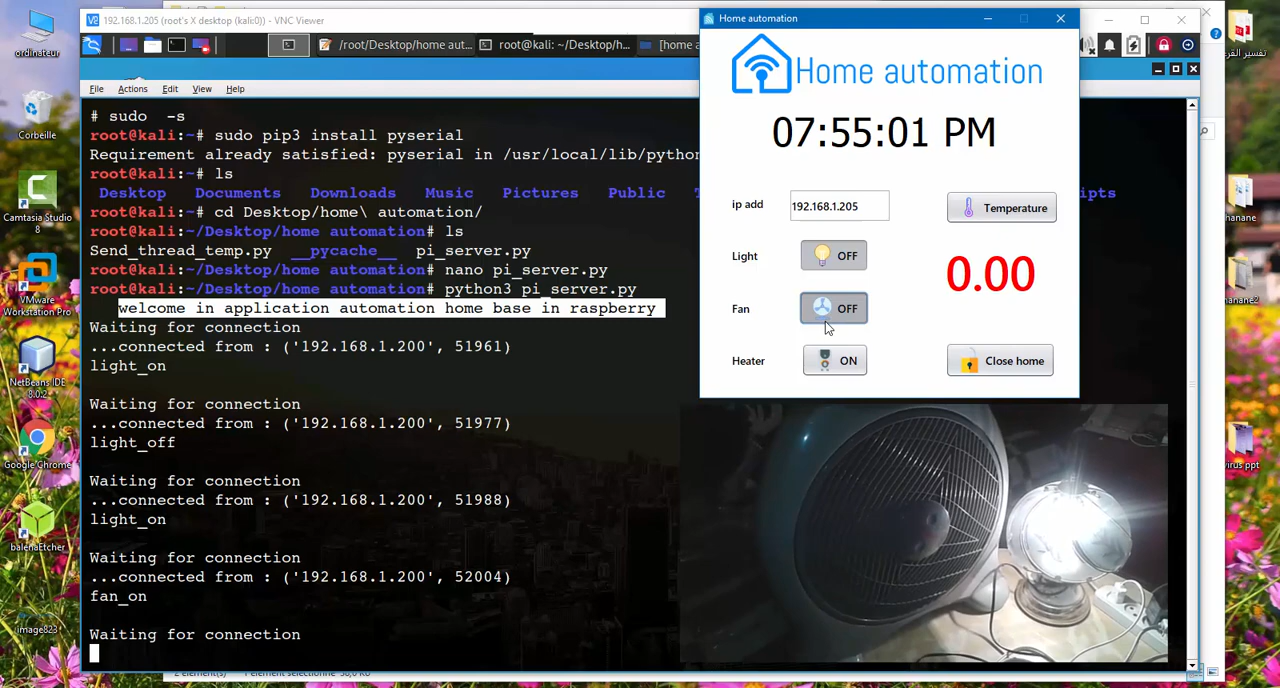 ordinateur
Corbeille
Camtasia Studio
8
VMware
Workstation Pro
NetBeans IDE
8.0.2
Google Chrome
balenaEtcher
image823
192.168.1.205 (root's X desktop (kali:0)) - VNC Viewer
/root/Desktop/home aut...
root@kali: ~/Desktop/h...
[home a
File Actions Edit View Help
# sudo -s
root@kali:~# sudo pip3 install pyserial
Requirement already satisfied: pyserial in /usr/local/lib/python
root@kali:~# ls
Desktop Documents Downloads Music Pictures Public
ipts
root@kali:~# cd Desktop/home\ automation/
root@kali:~/Desktop/home automation# ls
Send_thread_temp.py __pycache__ pi_server.py
root@kali:~/Desktop/home automation# nano pi_server.py
root@kali:~/Desktop/home automation# python3 pi_server.py
welcome in application automation home base in raspberry
Waiting for connection
...connected from : ('192.168.1.200', 51961)
light_on
Waiting for connection
...connected from : ('192.168.1.200', 51977)
light_off
Waiting for connection
...connected from : ('192.168.1.200', 51988)
light_on
Waiting for connection
...connected from : ('192.168.1.200', 52004)
fan_on
Waiting for connection
Home automation
Home automation
07:55:01 PM
ip add 192.168.1.205 Temperature
Light OFF
0.00
Fan OFF
Heater ON Close home
تفسير القر
hanane
hanane2
virus ppt